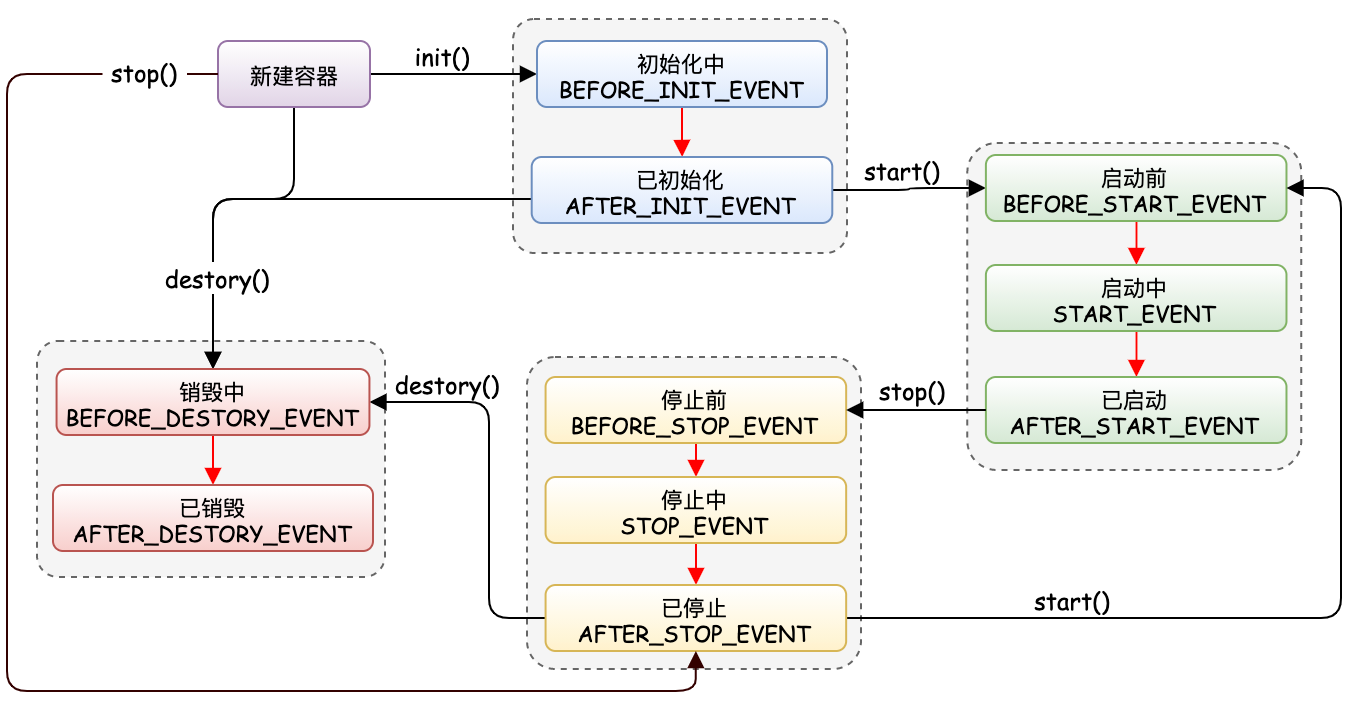 stop()
新建容器
init()
初始化中
BEFORE_INIT_EVENT
已初始化
AFTER_INIT_EVENT
start()
启动前
BEFORE_START_EVENT
启动中
START_EVENT
已启动
AFTER_START_EVENT
destory()
销毁中
BEFORE_DESTORY_EVENT
已销毁
AFTER_DESTORY_EVENT
destory()
停止前
BEFORE_STOP_EVENT
停止中
STOP_EVENT
已停止
AFTER_STOP_EVENT
stop()
start()